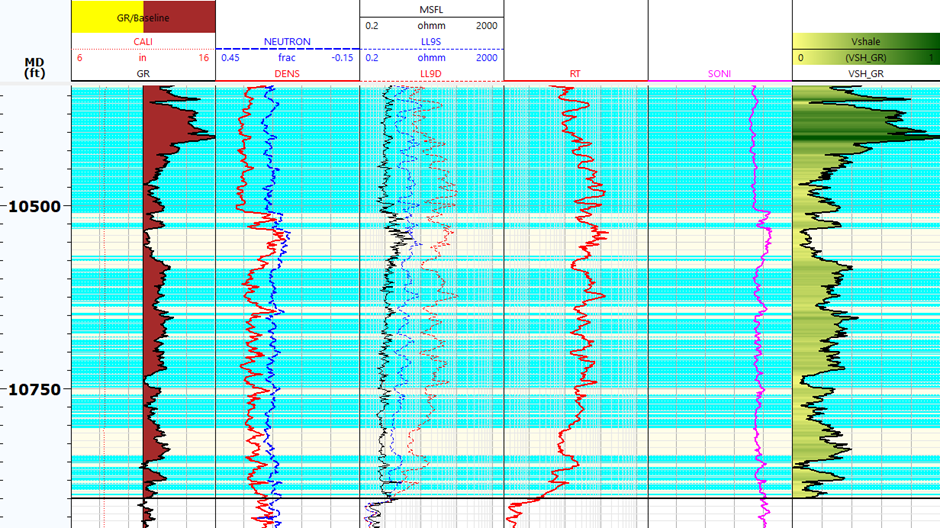 GR/Baseline
CALI
6 in 16
GR
MD
(ft)
NEUTRON
0.45 frac -0.15
DENS
MSFL
0.2 ohmm 2000
LL9S
0.2 ohmm 2000
LL9D
RT
SONI
Vshale
0 (VSH_GR) 1
VSH_GR
10500
10750